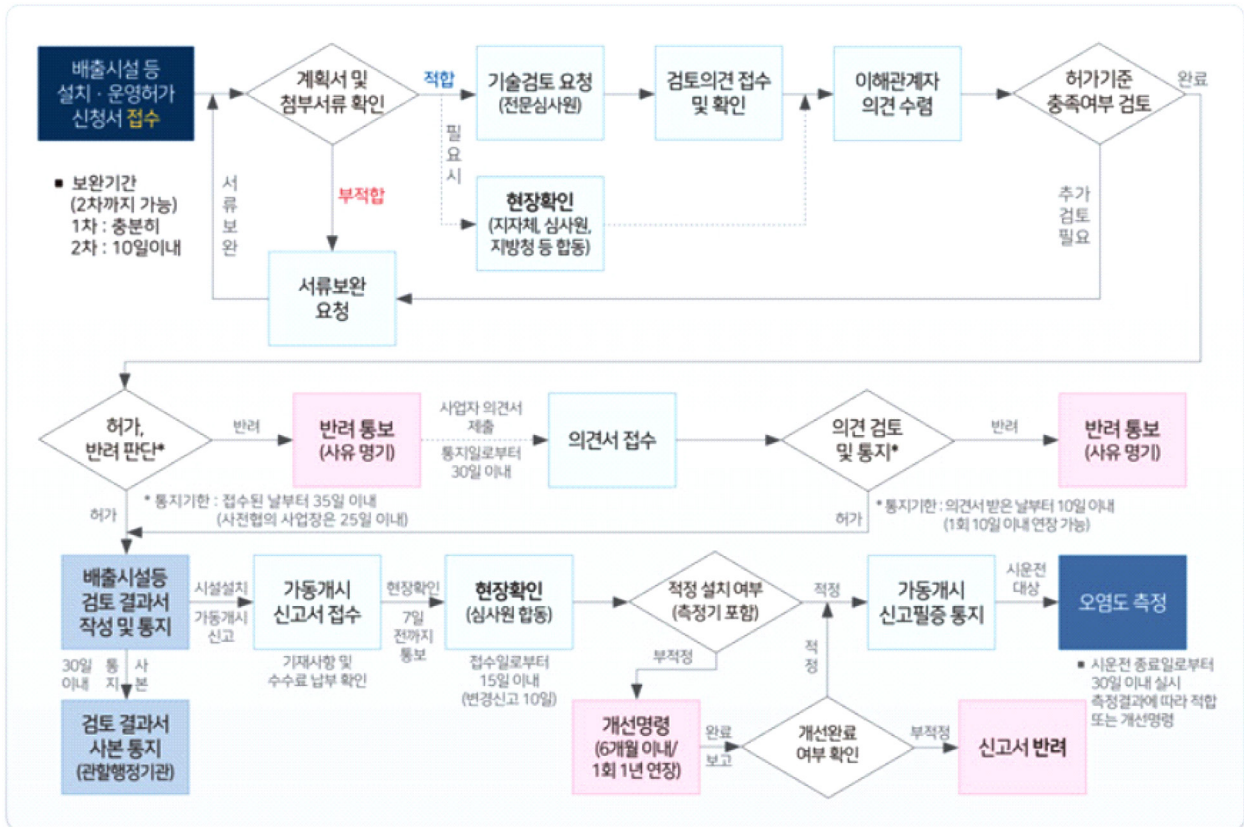 배출시설 등
설치·운영허가
신청서 접수
계획서 및
첨부서류 확인
적합
기술검토 요청
(전문심사원)
검토의견 접수
및 확인
이해관계자
의견 수렴
허가기준
충족여부 검토
완료
■ 보완기간
(2차까지 가능)
1차 : 충분히
2차 : 10일이내
서
류
보
완
부적합
필
요
시
현장확인
(지자체, 심사원,
지방청 등 합동)
추가
검토
필요
서류보완
요청
허가,
반려 판단*
반려
반려 통보
(사유 명기)
사업자 의견서
제출
통지일로부터
30일 이내
의견서 접수
의견 검토
및 통지*
반려
반려 통보
(사유 명기)
허가
* 통지기한 : 접수된 날부터 35일 이내
(사전협의 사업장은 25일 이내)
허가
* 통지기한 : 의견서 받은 날부터 10일 이내
(1회 10일 이내 연장 가능)
배출시설등
검토 결과서
작성 및 통지
시설설치
가동개시
신고
가동개시
신고서 접수
기재사항 및
수수료 납부 확인
현장확인
7일
전까지
통보
현장확인
(심사원 합동)
접수일로부터
15일 이내
(변경신고 10일)
적정 설치 여부
(측정기 포함)
적정
가동개시
신고필증 통지
시운전
대상
오염도 측정
■ 시운전 종료일로부터
30일 이내 실시
측정결과에 따라 적합
또는 개선명령
30일
이내
통
지
사
본
검토 결과서
사본 통지
(관할행정기관)
부적정
개선명령
(6개월 이내/
1회 1년 연장)
완료
보고
개선완료
여부 확인
적
정
부적정
신고서 반려